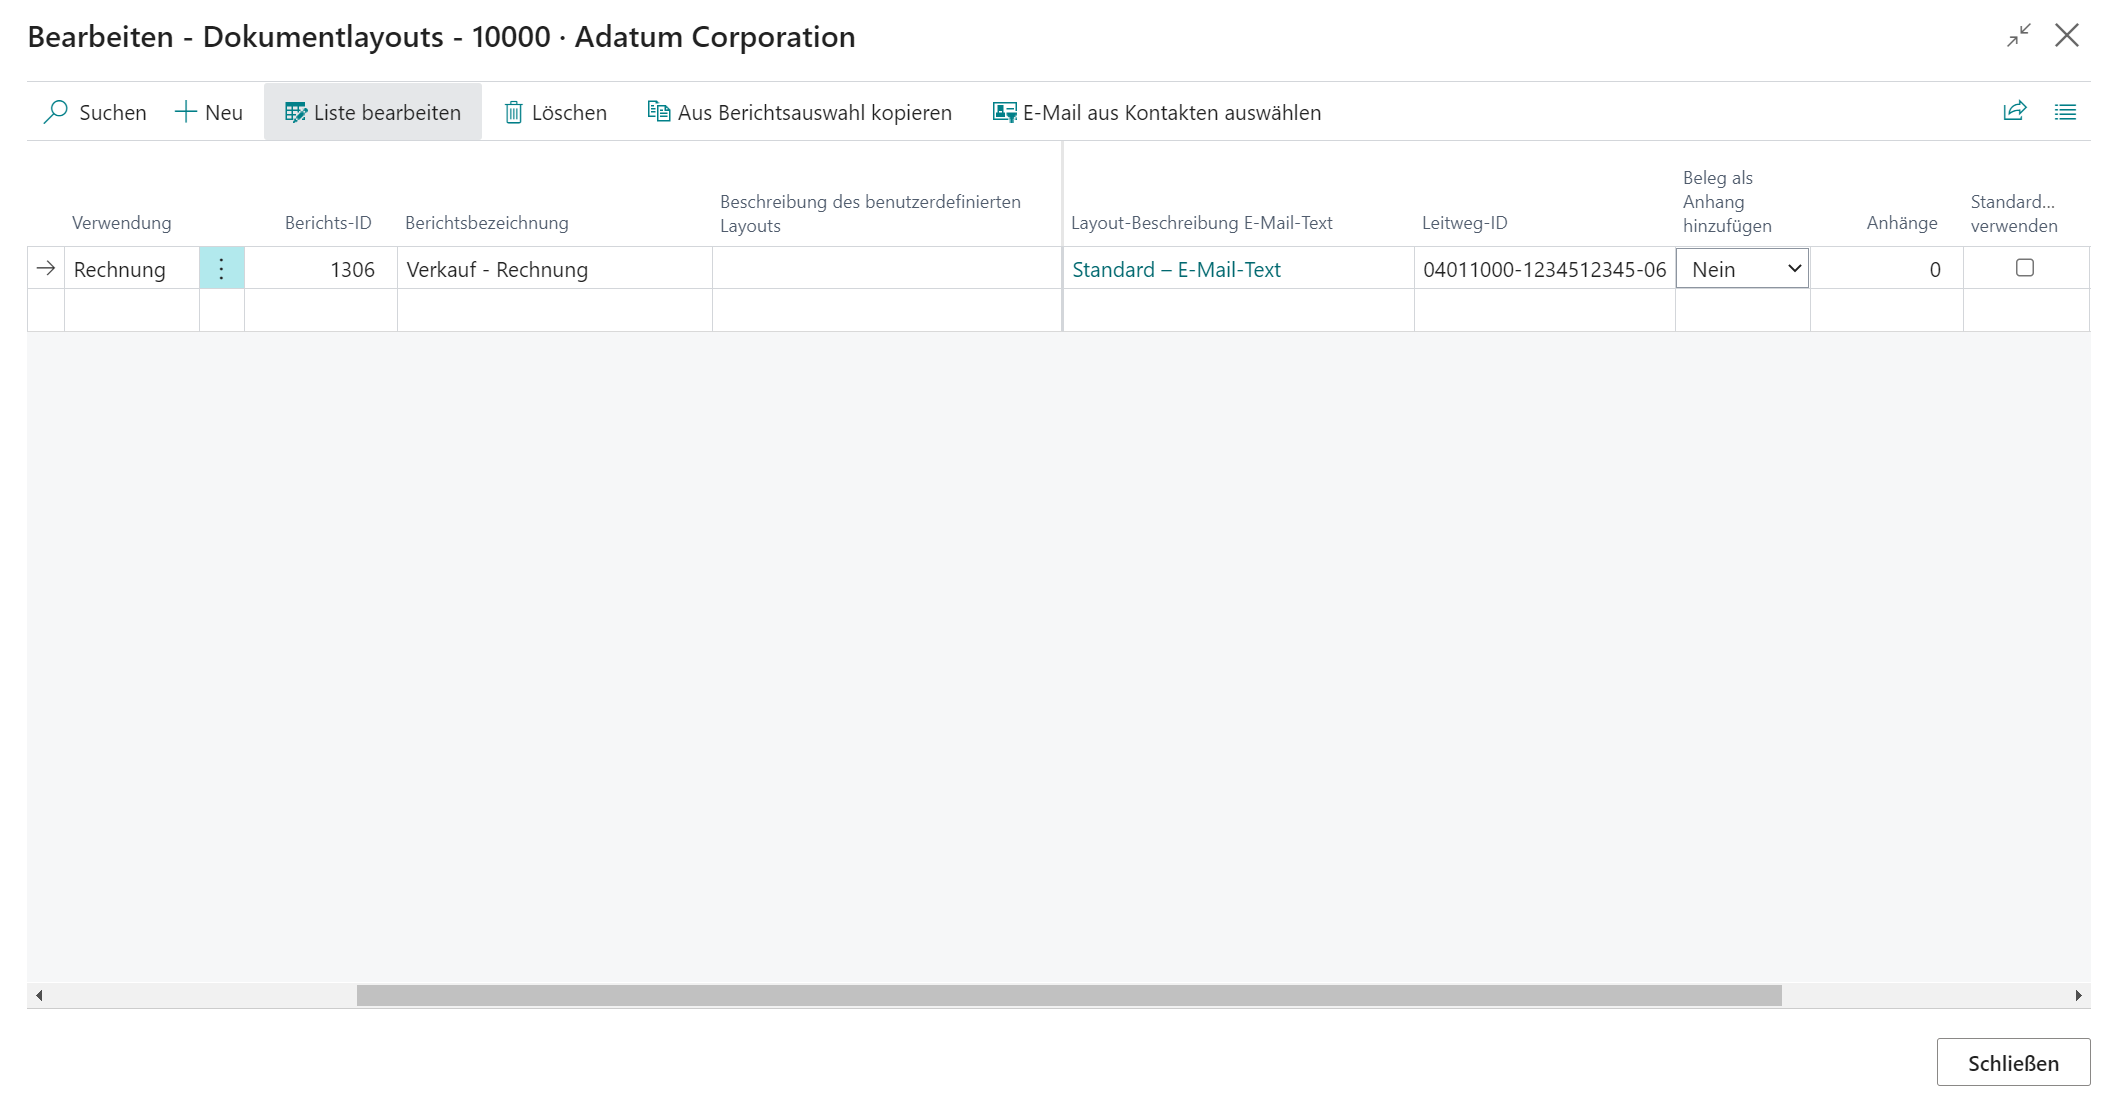 Bearbeiten - Dokumentlayouts - 10000 · Adatum Corporation
Suchen Neu Liste bearbeiten Löschen Aus Berichtsauswahl kopieren E-Mail aus Kontakten auswählen
Verwendung Berichts-ID Berichtsbezeichnung Beschreibung des benutzerdefinierten
Layouts Layout-Beschreibung E-Mail-Text Leitweg-ID Beleg als
Anhang
hinzufügen Anhänge Standard...
verwenden
Rechnung 1306 Verkauf - Rechnung Standard – E-Mail-Text 04011000-1234512345-06 Nein 0
Schließen